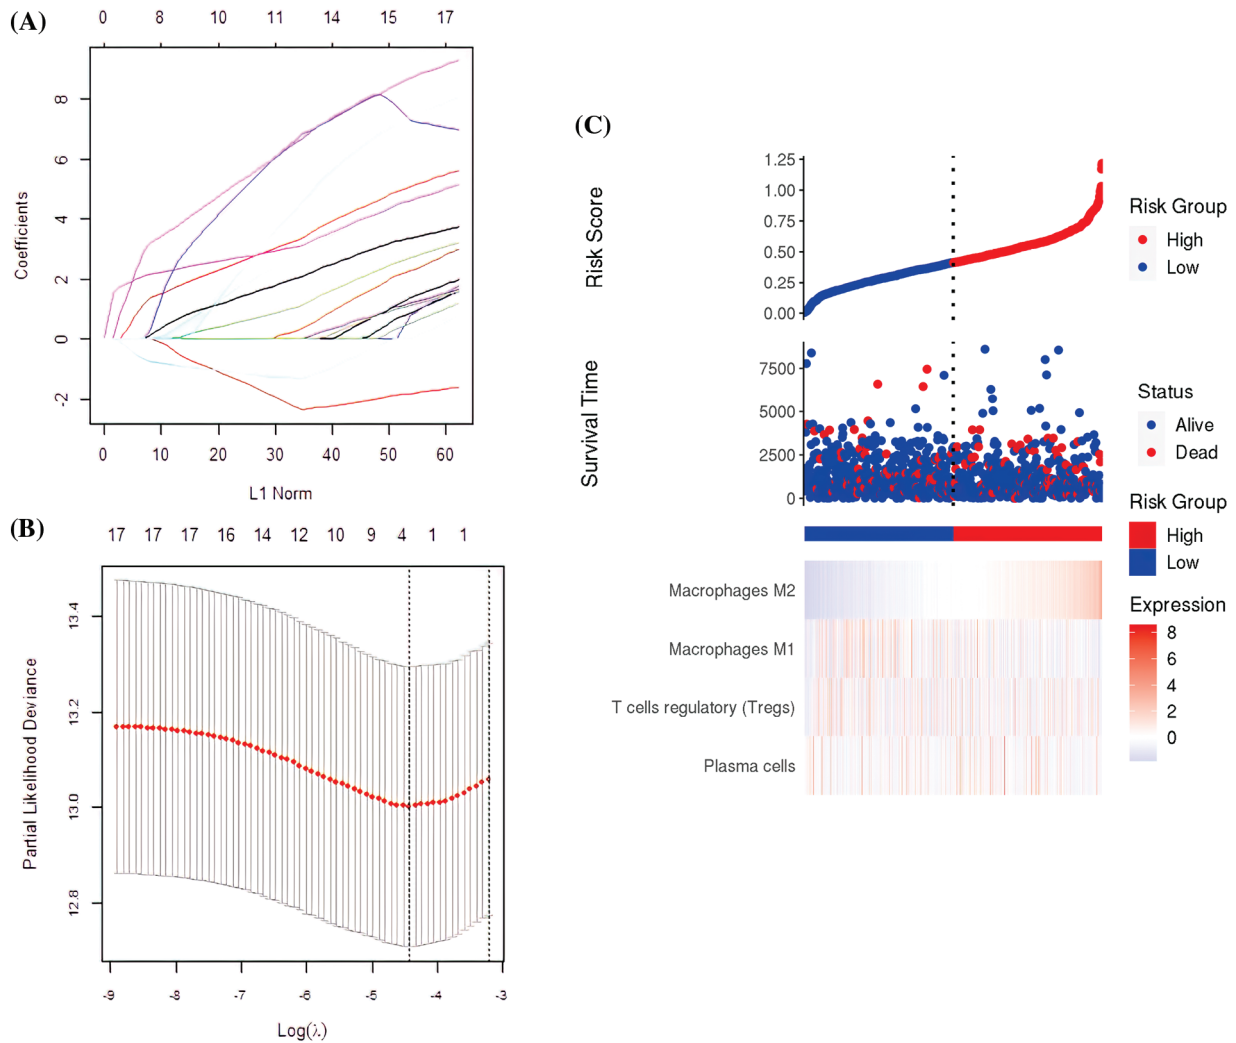 (A)
0 8 10 11 14 15 17
8
6
4
2
0
-2
Coefficients
0 10 20 30 40 50 60
L1 Norm
(B)
17 17 17 16 14 12 10 9 4 1 1
13.4
13.2
13.0
12.8
Partial Likelihood Deviance
-9 -8 -7 -6 -5 -4 -3
Log(λ)
(C)
1.25
1.00
0.75
0.50
0.25
0.00
Risk Score
Risk Group
High
Low
7500
5000
2500
0
Survival Time
Status
Alive
Dead
Risk Group
High
Low
Macrophages M2
Macrophages M1
T cells regulatory (Tregs)
Plasma cells
Expression
8
6
4
2
0